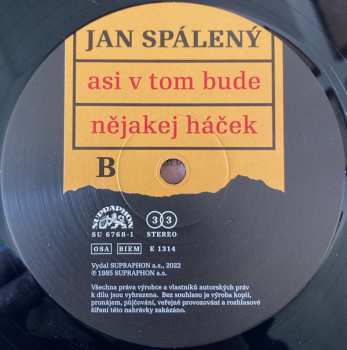 JAN SPÁLENÝ
asi v tom bude
nějakej háček
B
SUPRAPHON
SU 6768-1
33
STEREO
OSA BIEM E 1314
Vydal SUPRAPHON a.s., 2022
℗ 1985 SUPRAPHON a.s.
Všechna práva výrobce a vlastníků autorských práv
k dílu jsou vyhrazena. Bez souhlasu je výroba kopií,
pronájem, půjčování, veřejné provozování a rozhlasové
šíření této nahrávky zakázáno.